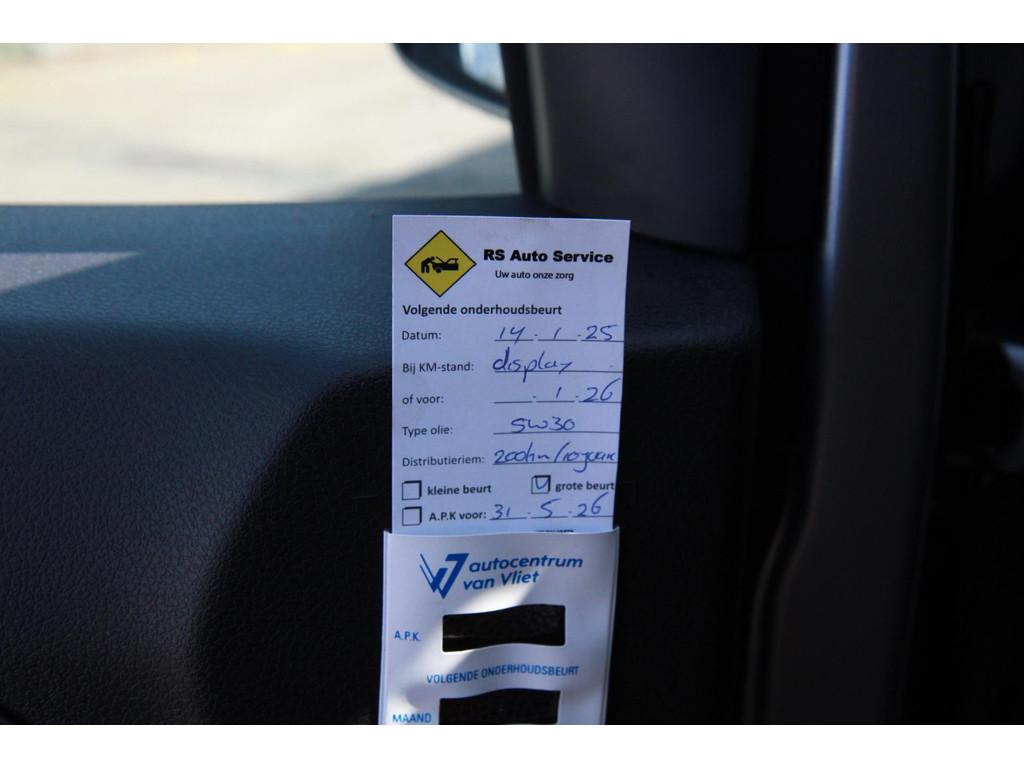 RS Auto Service
Uw auto onze zorg
Volgende onderhoudsbeurt
Datum: 14 . 1 . 25
Bij KM-stand: display
of voor: . 1 . 26
Type olie: 5W30
Distributieriem: 200km/10jaar
kleine beurt grote beurt
A.P.K voor: 31 . 5 . 26
autocentrum
van Vliet
A.P.K.
VOLGENDE ONDERHOUDSBEURT
MAAND